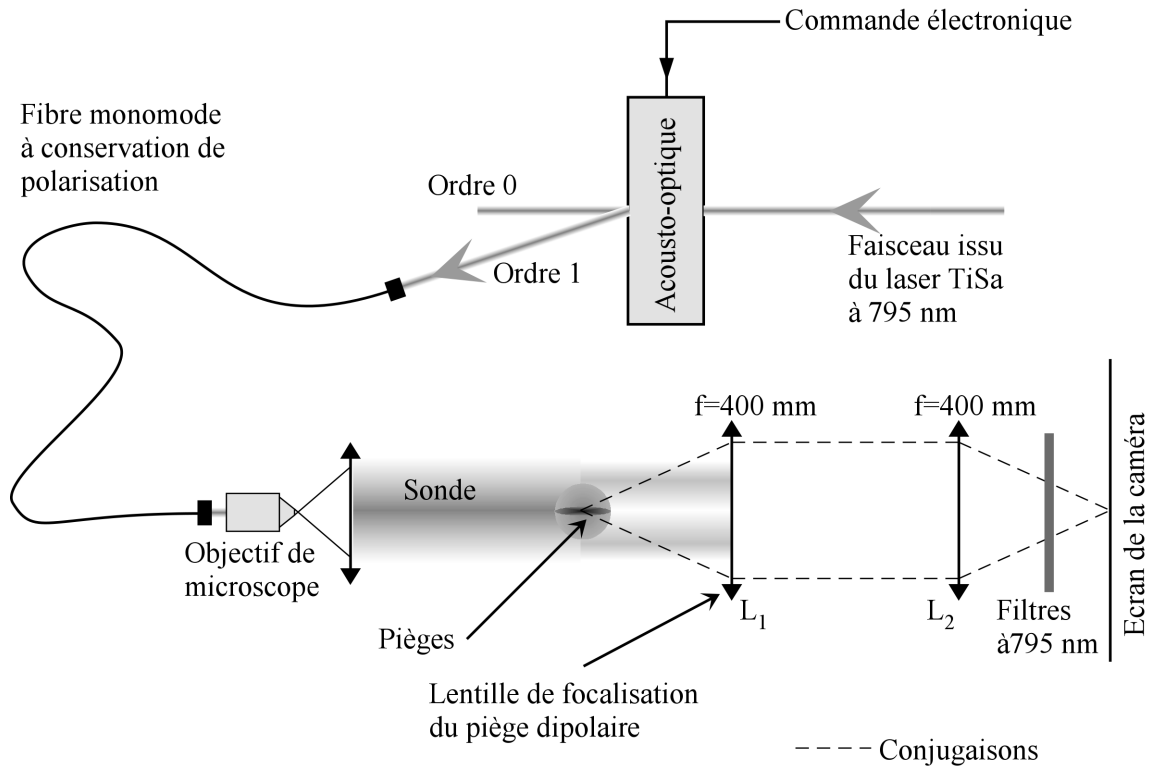 Commande électronique
Fibre monomode
à conservation de
polarisation
Acousto-optique
Ordre 0
Ordre 1
Faisceau issu
du laser TiSa
à 795 nm
f=400 mm
f=400 mm
Sonde
Objectif de
microscope
Pièges
L1
L2
Filtres
à795 nm
Ecran de la caméra
Lentille de focalisation
du piège dipolaire
Conjugaisons